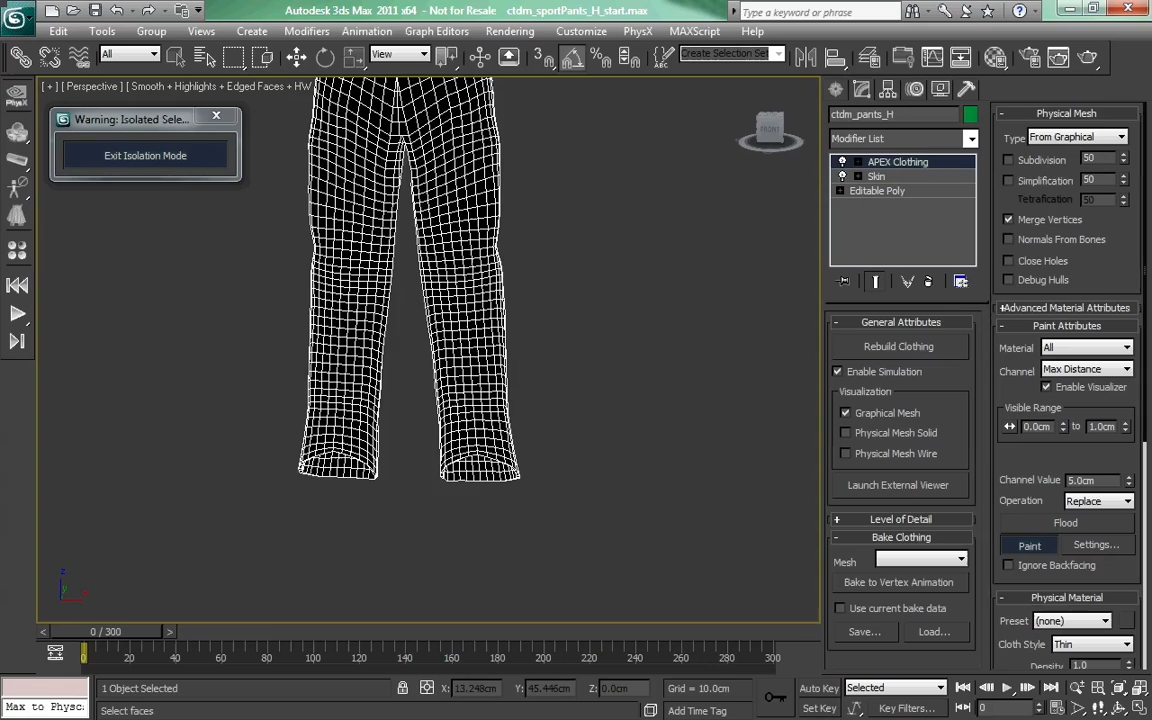 Autodesk 3ds Max 2011 x64 - Not for Resale ctdm_sportPants_H_start.max
Type a keyword or phrase
Edit Tools Group Views Create Modifiers Animation Graph Editors Rendering Customize PhysX MAXScript Help
All View Create Selection Set
[ + ] [ Perspective ] [ Smooth + Highlights + Edged Faces + HW
Warning: Isolated Sele...
Exit Isolation Mode
FRONT
ctdm_pants_H
Modifier List
APEX Clothing
Skin
Editable Poly
General Attributes
Rebuild Clothing
Enable Simulation
Visualization
Graphical Mesh
Physical Mesh Solid
Physical Mesh Wire
Launch External Viewer
Level of Detail
Bake Clothing
Mesh
Bake to Vertex Animation
Use current bake data
Save... Load...
Physical Mesh
Type From Graphical
Subdivision 50
Simplification 50
Tetrafication 50
Merge Vertices
Normals From Bones
Close Holes
Debug Hulls
Advanced Material Attributes
Paint Attributes
Material All
Channel Max Distance
Enable Visualizer
Visible Range
0.0cm to 1.0cm
Channel Value 5.0cm
Operation Replace
Flood
Paint Settings...
Ignore Backfacing
Physical Material
Preset (none)
Cloth Style Thin
Density 1.0
0 / 300
0 20 40 60 80 100 120 140 160 180 200 220 240 260 280 300
1 Object Selected X: 13.248cm Y: 45.446cm Z: 0.0cm Grid = 10.0cm Auto Key Selected
Max to Physc
Select faces Add Time Tag Set Key Key Filters... 0